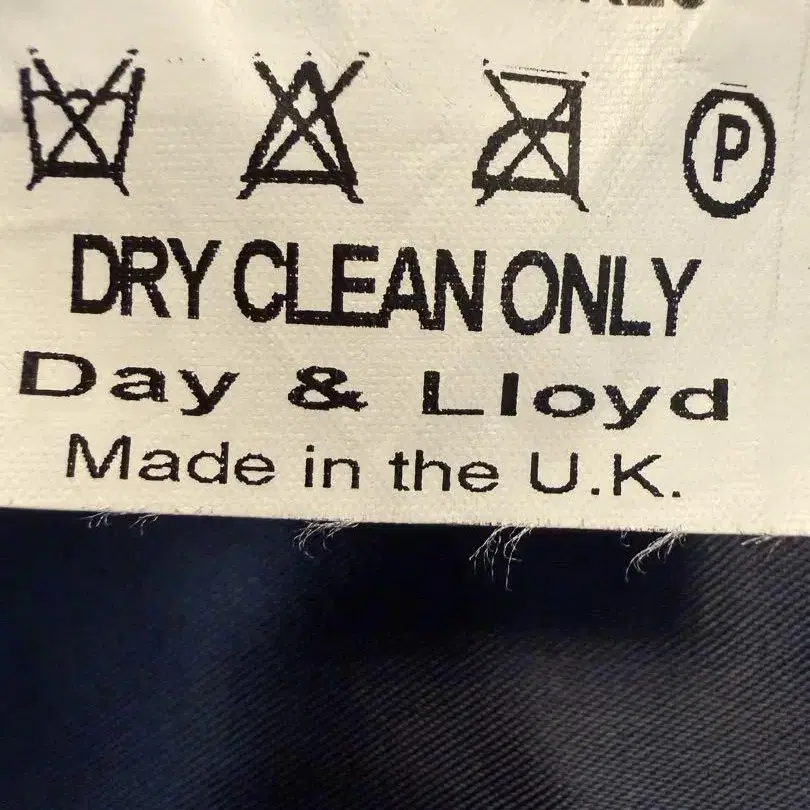 P
DRY CLEAN ONLY
Day & Lloyd
Made in the U.K.